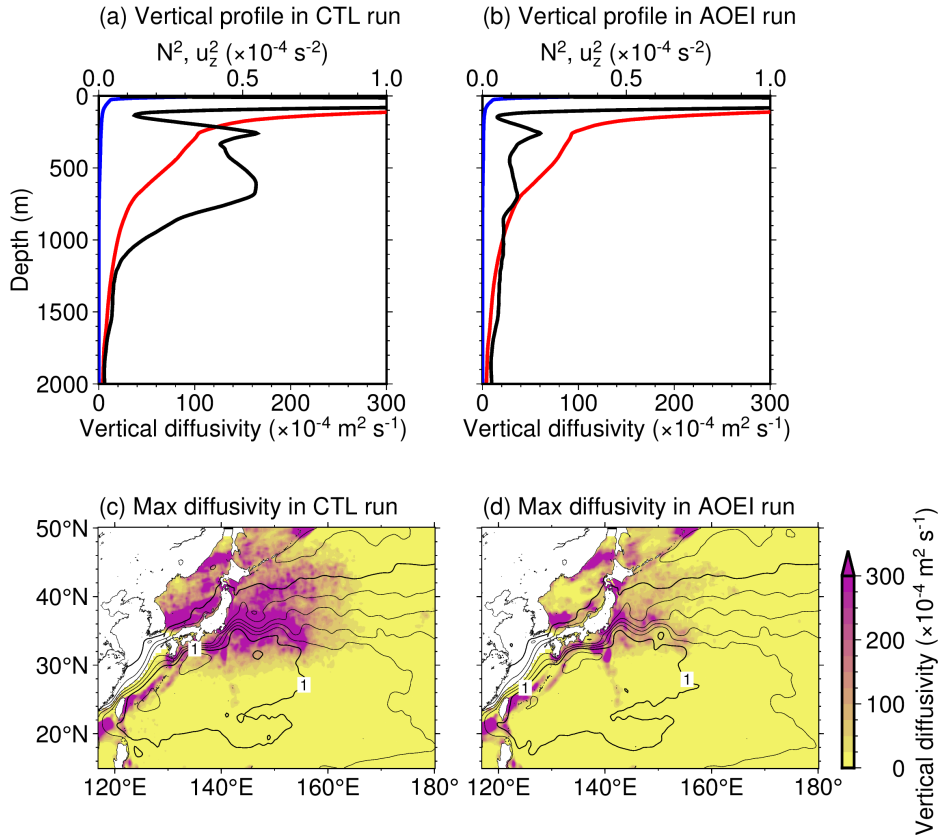 (a) Vertical profile in CTL run
N², u_z² (×10⁻⁴ s⁻²)
0.0 0.5 1.0
0
500
1000
1500
2000
Depth (m)
0 100 200 300
Vertical diffusivity (×10⁻⁴ m² s⁻¹)
(b) Vertical profile in AOEI run
N², u_z² (×10⁻⁴ s⁻²)
0.0 0.5 1.0
0 100 200 300
Vertical diffusivity (×10⁻⁴ m² s⁻¹)
(c) Max diffusivity in CTL run
50°N
40°N
30°N
20°N
120°E 140°E 160°E 180°
1
1
(d) Max diffusivity in AOEI run
120°E 140°E 160°E 180°
1
1
300
200
100
0
Vertical diffusivity (×10⁻⁴ m² s⁻¹)